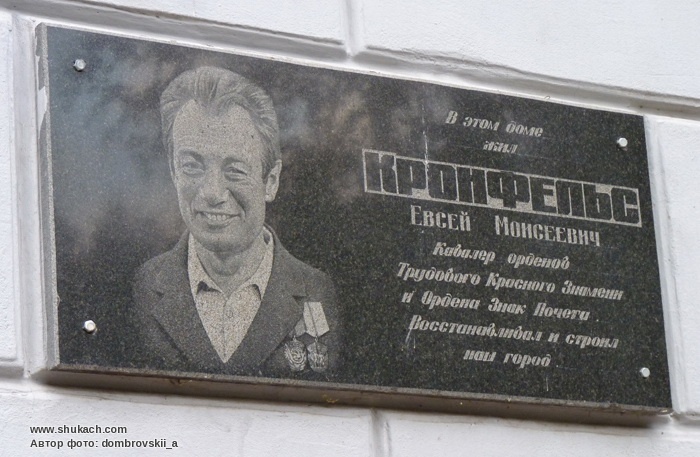 В этом доме
жил
КРОНФЕЛЬС
Евсей Моисеевич
Кавалер орденов
Трудового Красного Знамени
и Ордена Знак Почета
Восстанавливал и строил
наш город
www.shukach.com
Автор фото: dombrovskii_a